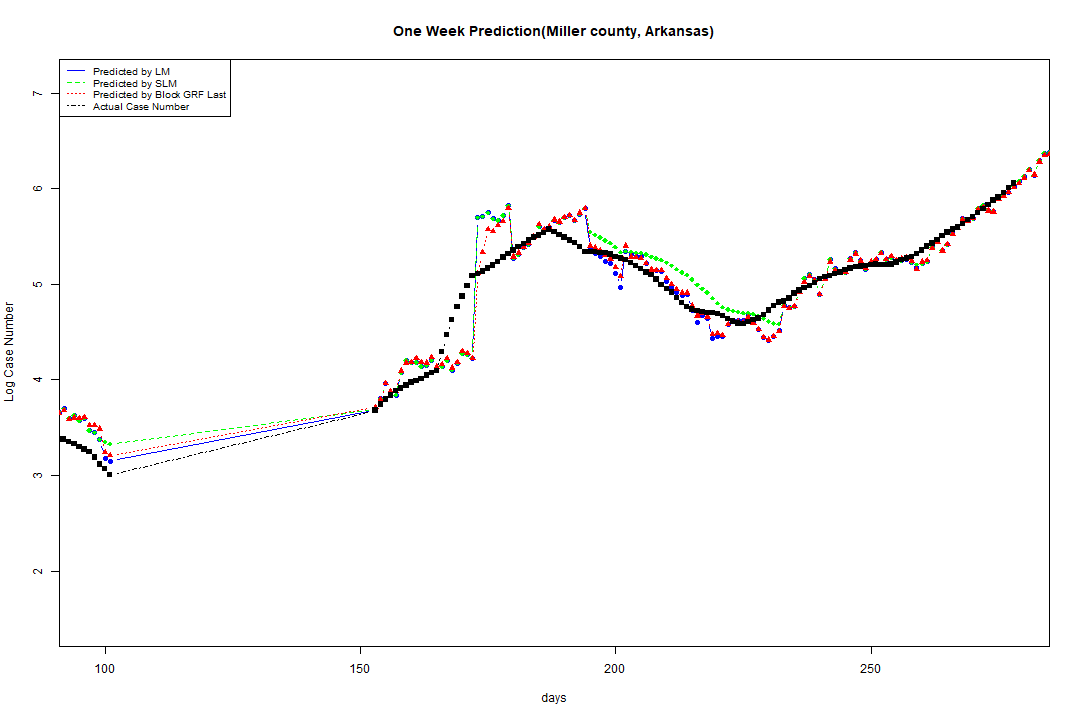 One Week Prediction(Miller county, Arkansas)
Predicted by LM
Predicted by SLM
Predicted by Block GRF Last
Actual Case Number
7
6
5
4
3
2
Log Case Number
100 150 200 250
days